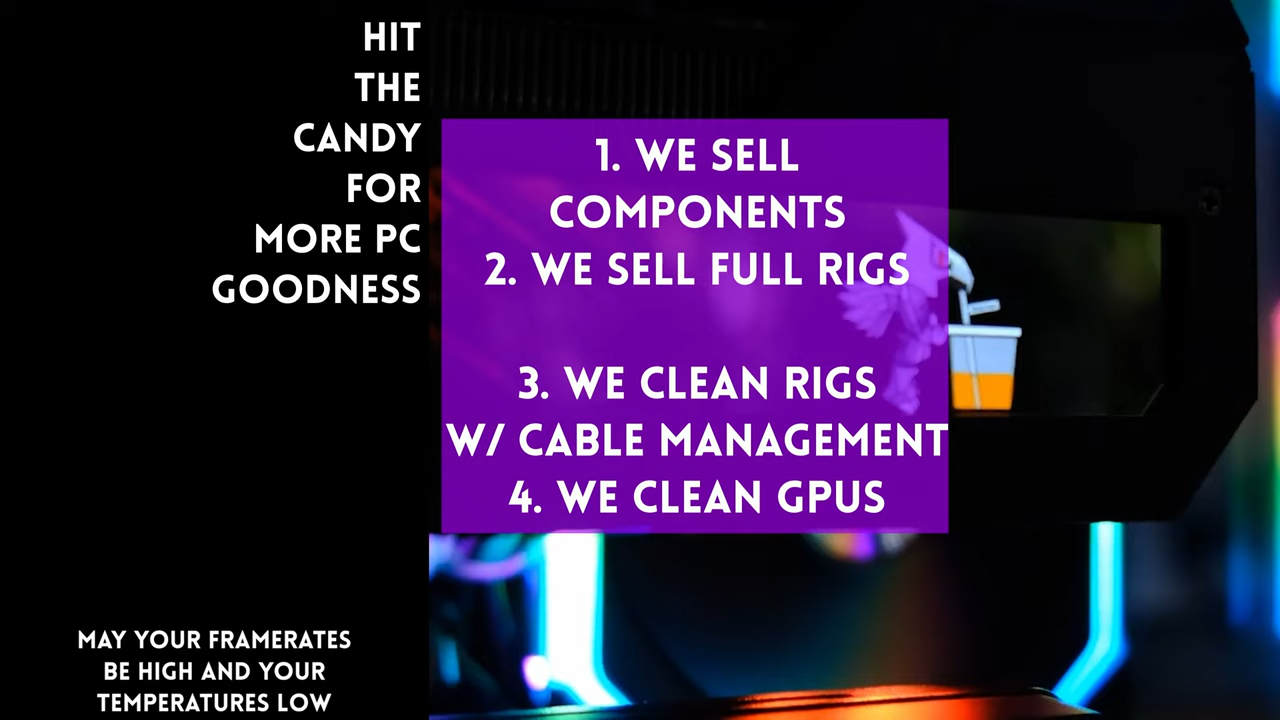 HIT
THE
CANDY
FOR
MORE PC
GOODNESS
1. WE SELL
COMPONENTS
2. WE SELL FULL RIGS
3. WE CLEAN RIGS
W/ CABLE MANAGEMENT
4. WE CLEAN GPUS
MAY YOUR FRAMERATES
BE HIGH AND YOUR
TEMPERATURES LOW